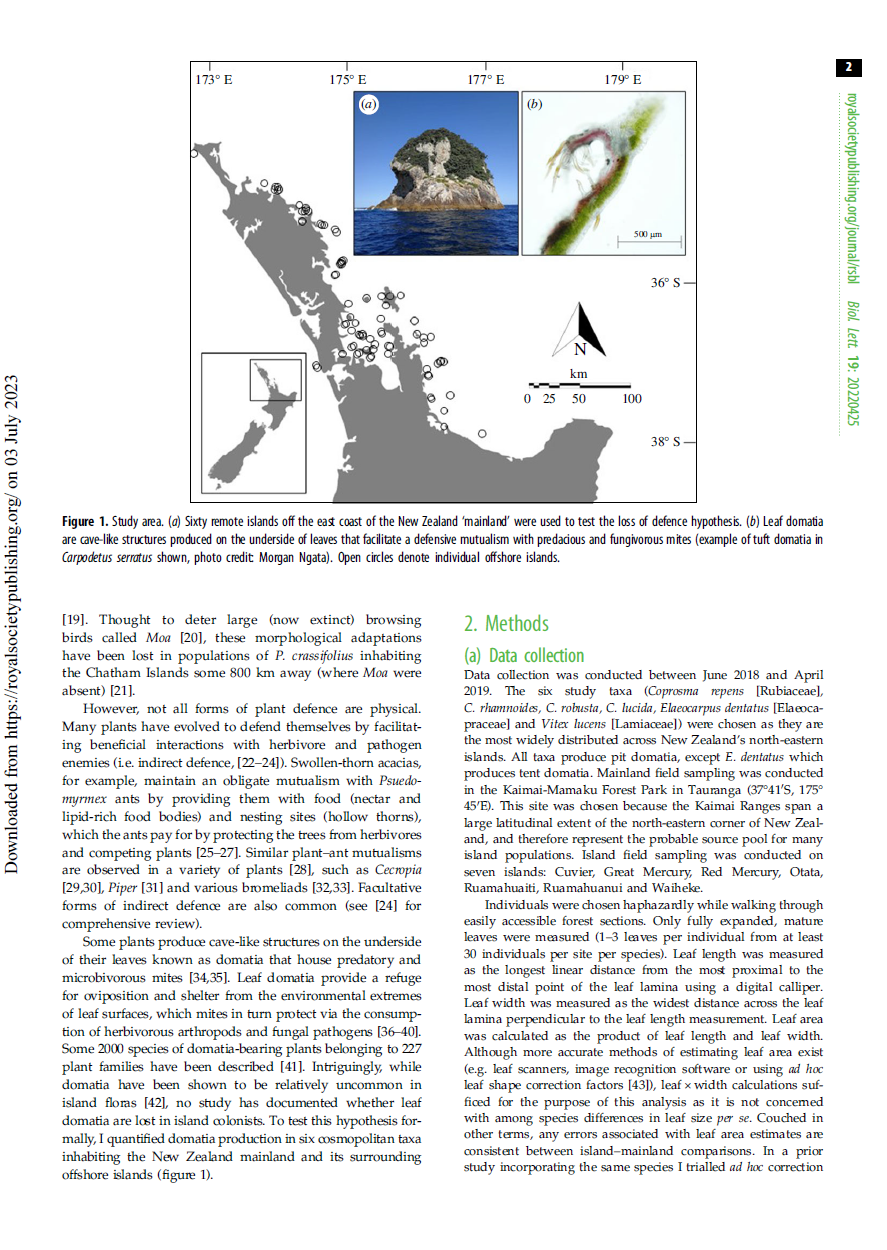 2
royalsocietypublishing.org/journal/rsbl Biol. Lett. 19: 20220425
Downloaded from https://royalsocietypublishing.org/ on 03 July 2023
173° E 175° E 177° E 179° E
(a)
(b)
500 µm
36° S
N
km
0 25 50 100
38° S
Figure 1. Study area. (a) Sixty remote islands off the east coast of the New Zealand ‘mainland’ were used to test the loss of defence hypothesis. (b) Leaf domatia
are cave-like structures produced on the underside of leaves that facilitate a defensive mutualism with predacious and fungivorous mites (example of tuft domatia in
Carpodetus serratus shown, photo credit: Morgan Ngata). Open circles denote individual offshore islands.
[19]. Thought to deter large (now extinct) browsing
birds called Moa [20], these morphological adaptations
have been lost in populations of P. crassifolius inhabiting
the Chatham Islands some 800 km away (where Moa were
absent) [21].
However, not all forms of plant defence are physical.
Many plants have evolved to defend themselves by facilitat-
ing beneficial interactions with herbivore and pathogen
enemies (i.e. indirect defence, [22–24]). Swollen-thorn acacias,
for example, maintain an obligate mutualism with Psuedo-
myrmex ants by providing them with food (nectar and
lipid-rich food bodies) and nesting sites (hollow thorns),
which the ants pay for by protecting the trees from herbivores
and competing plants [25–27]. Similar plant–ant mutualisms
are observed in a variety of plants [28], such as Cecropia
[29,30], Piper [31] and various bromeliads [32,33]. Facultative
forms of indirect defence are also common (see [24] for
comprehensive review).
Some plants produce cave-like structures on the underside
of their leaves known as domatia that house predatory and
microbivorous mites [34,35]. Leaf domatia provide a refuge
for oviposition and shelter from the environmental extremes
of leaf surfaces, which mites in turn protect via the consump-
tion of herbivorous arthropods and fungal pathogens [36–40].
Some 2000 species of domatia-bearing plants belonging to 227
plant families have been described [41]. Intriguingly, while
domatia have been shown to be relatively uncommon in
island floras [42], no study has documented whether leaf
domatia are lost in island colonists. To test this hypothesis for-
mally, I quantified domatia production in six cosmopolitan taxa
inhabiting the New Zealand mainland and its surrounding
offshore islands (figure 1).
2. Methods
(a) Data collection
Data collection was conducted between June 2018 and April
2019. The six study taxa (Coprosma repens [Rubiaceae],
C. rhamnoides, C. robusta, C. lucida, Elaeocarpus dentatus [Elaeoca-
praceae] and Vitex lucens [Lamiaceae]) were chosen as they are
the most widely distributed across New Zealand’s north-eastern
islands. All taxa produce pit domatia, except E. dentatus which
produces tent domatia. Mainland field sampling was conducted
in the Kaimai-Mamaku Forest Park in Tauranga (37°41′S, 175°
45′E). This site was chosen because the Kaimai Ranges span a
large latitudinal extent of the north-eastern corner of New Zeal-
and, and therefore represent the probable source pool for many
island populations. Island field sampling was conducted on
seven islands: Cuvier, Great Mercury, Red Mercury, Otata,
Ruamahuaiti, Ruamahuanui and Waiheke.
Individuals were chosen haphazardly while walking through
easily accessible forest sections. Only fully expanded, mature
leaves were measured (1–3 leaves per individual from at least
30 individuals per site per species). Leaf length was measured
as the longest linear distance from the most proximal to the
most distal point of the leaf lamina using a digital calliper.
Leaf width was measured as the widest distance across the leaf
lamina perpendicular to the leaf length measurement. Leaf area
was calculated as the product of leaf length and leaf width.
Although more accurate methods of estimating leaf area exist
(e.g. leaf scanners, image recognition software or using ad hoc
leaf shape correction factors [43]), leaf × width calculations suf-
ficed for the purpose of this analysis as it is not concerned
with among species differences in leaf size per se. Couched in
other terms, any errors associated with leaf area estimates are
consistent between island–mainland comparisons. In a prior
study incorporating the same species I trialled ad hoc correction